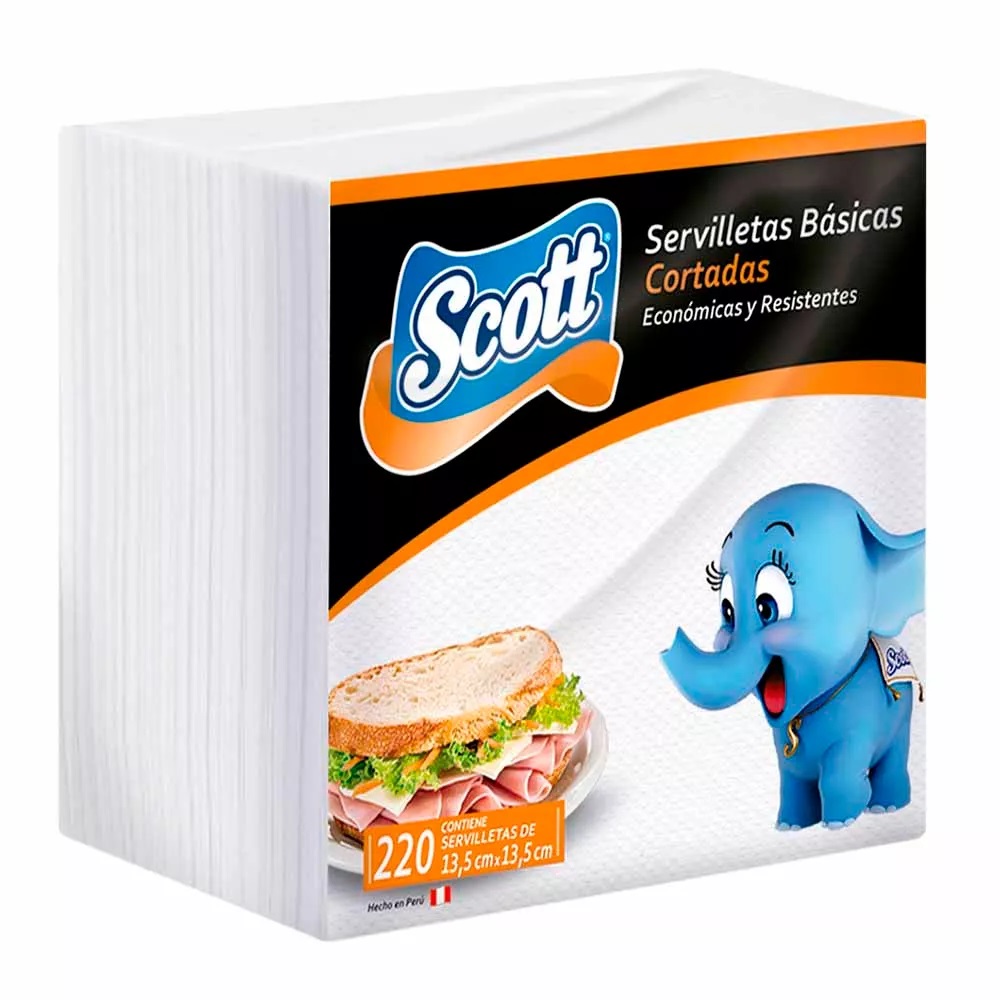 Scott®
Servilletas Básicas
Cortadas
Económicas y Resistentes
Scott
220 CONTIENE
SERVILLETAS DE
13,5 cm x 13,5 cm
Hecho en Perú